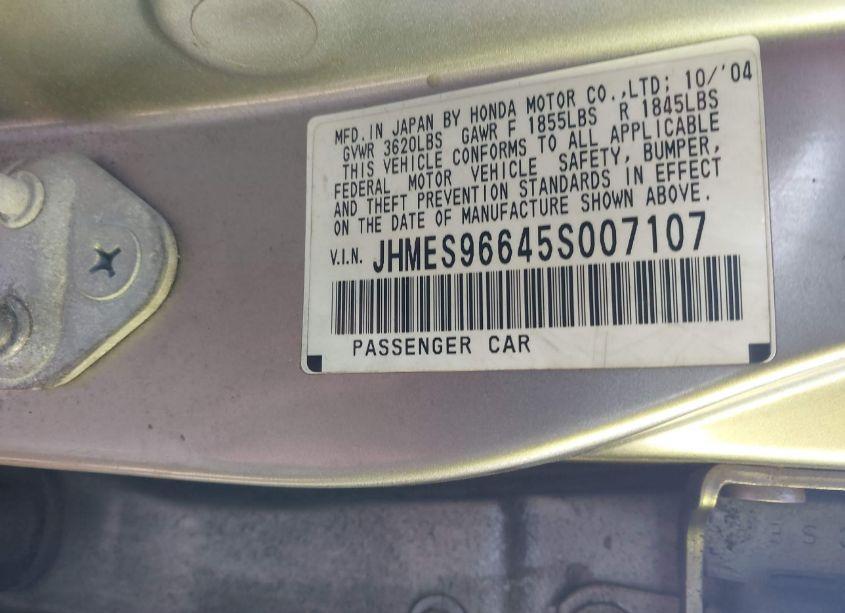 MFD. IN JAPAN BY HONDA MOTOR CO.,LTD; 10/'04
GVWR 3620LBS GAWR F 1855LBS R 1845LBS
THIS VEHICLE CONFORMS TO ALL APPLICABLE
FEDERAL MOTOR VEHICLE SAFETY, BUMPER,
AND THEFT PREVENTION STANDARDS IN EFFECT
ON THE DATE OF MANUFACTURE SHOWN ABOVE.
V.I.N. JHMES96645S007107
PASSENGER CAR